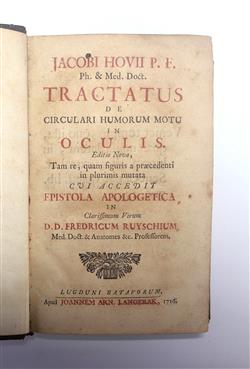 JACOBI HOVII P. F.
Ph. & Med. Doct.
TRACTATUS
DE
CIRCULARI HUMORUM MOTU
IN
OCULIS.
Editio Nova,
Tam re, quam figuris a præcedenti
in plurimis mutata
CUI ACCEDIT
EPISTOLA APOLOGETICA
IN
Clarissimum Virum
D. D. FREDRICUM RUYSCHIUM,
Med. Doct. & Anatomes &c. Professorem.
LUGDUNI BATAVORUM,
Apud JOANNEM ARN. LANGERAK, 1716.